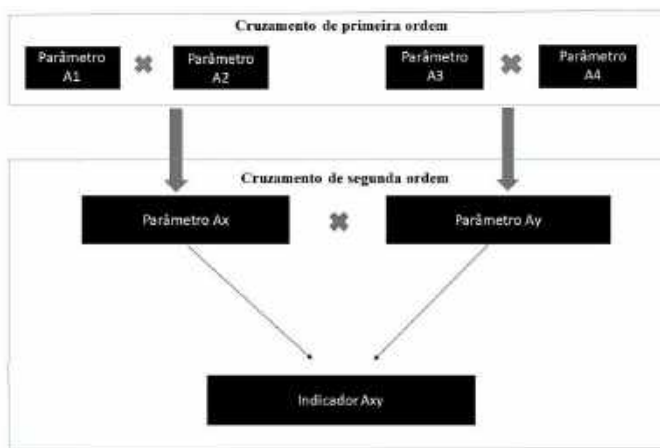 Cruzamento de primeira ordem
Parâmetro
A1
Parâmetro
A2
Parâmetro
A3
Parâmetro
A4
Cruzamento de segunda ordem
Parâmetro Ax
Parâmetro Ay
Indicador Axy